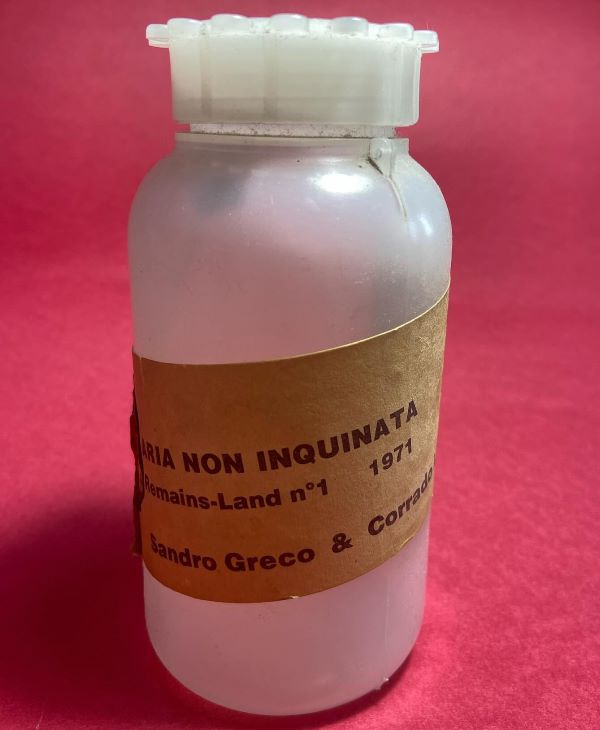 ARIA NON INQUINATA
Remains-Land n°1 1971
Sandro Greco & Corrado